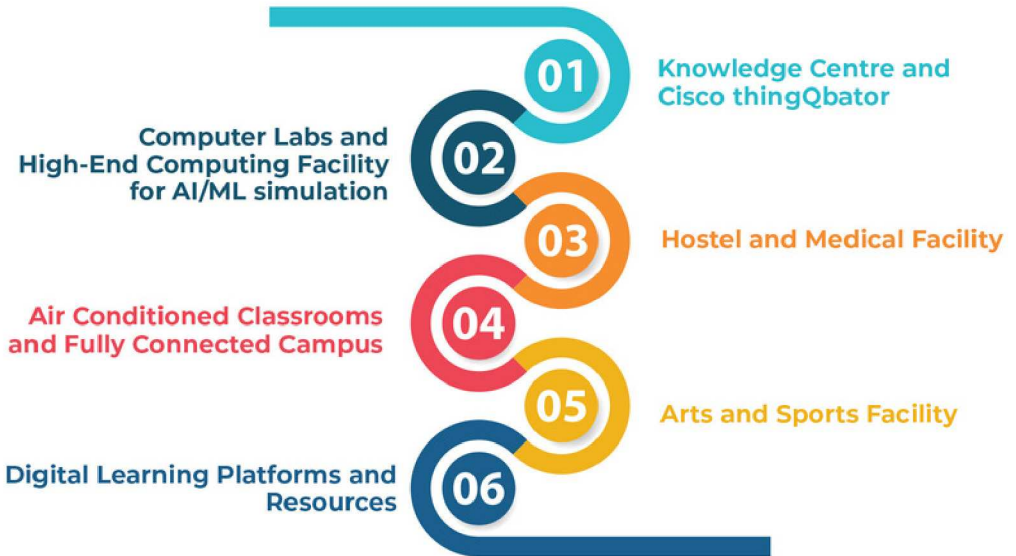 01
Knowledge Centre and
Cisco thingQbator
Computer Labs and
High-End Computing Facility
for AI/ML simulation
02
03
Hostel and Medical Facility
Air Conditioned Classrooms
and Fully Connected Campus
04
05
Arts and Sports Facility
Digital Learning Platforms and
Resources
06